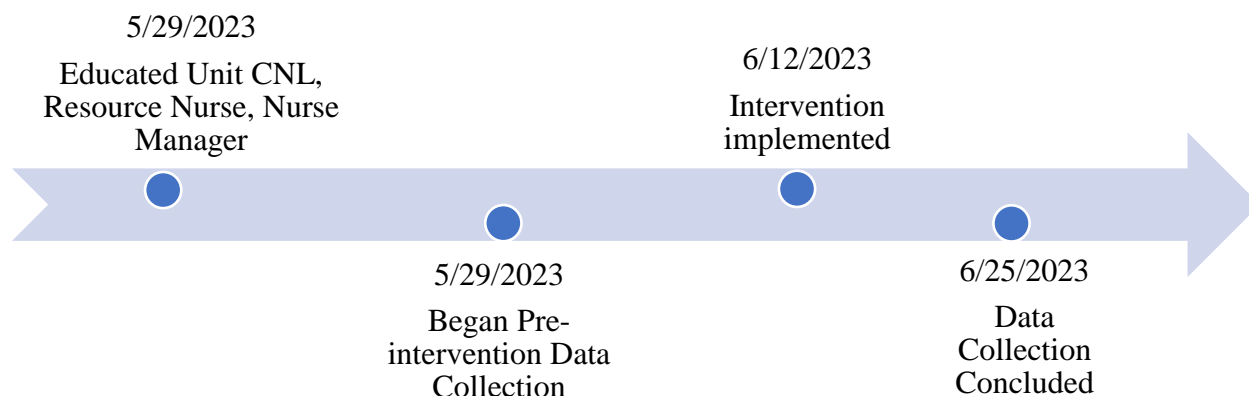 5/29/2023
Educated Unit CNL,
Resource Nurse, Nurse
Manager
5/29/2023
Began Pre-
intervention Data
Collection
6/12/2023
Intervention
implemented
6/25/2023
Data
Collection
Concluded